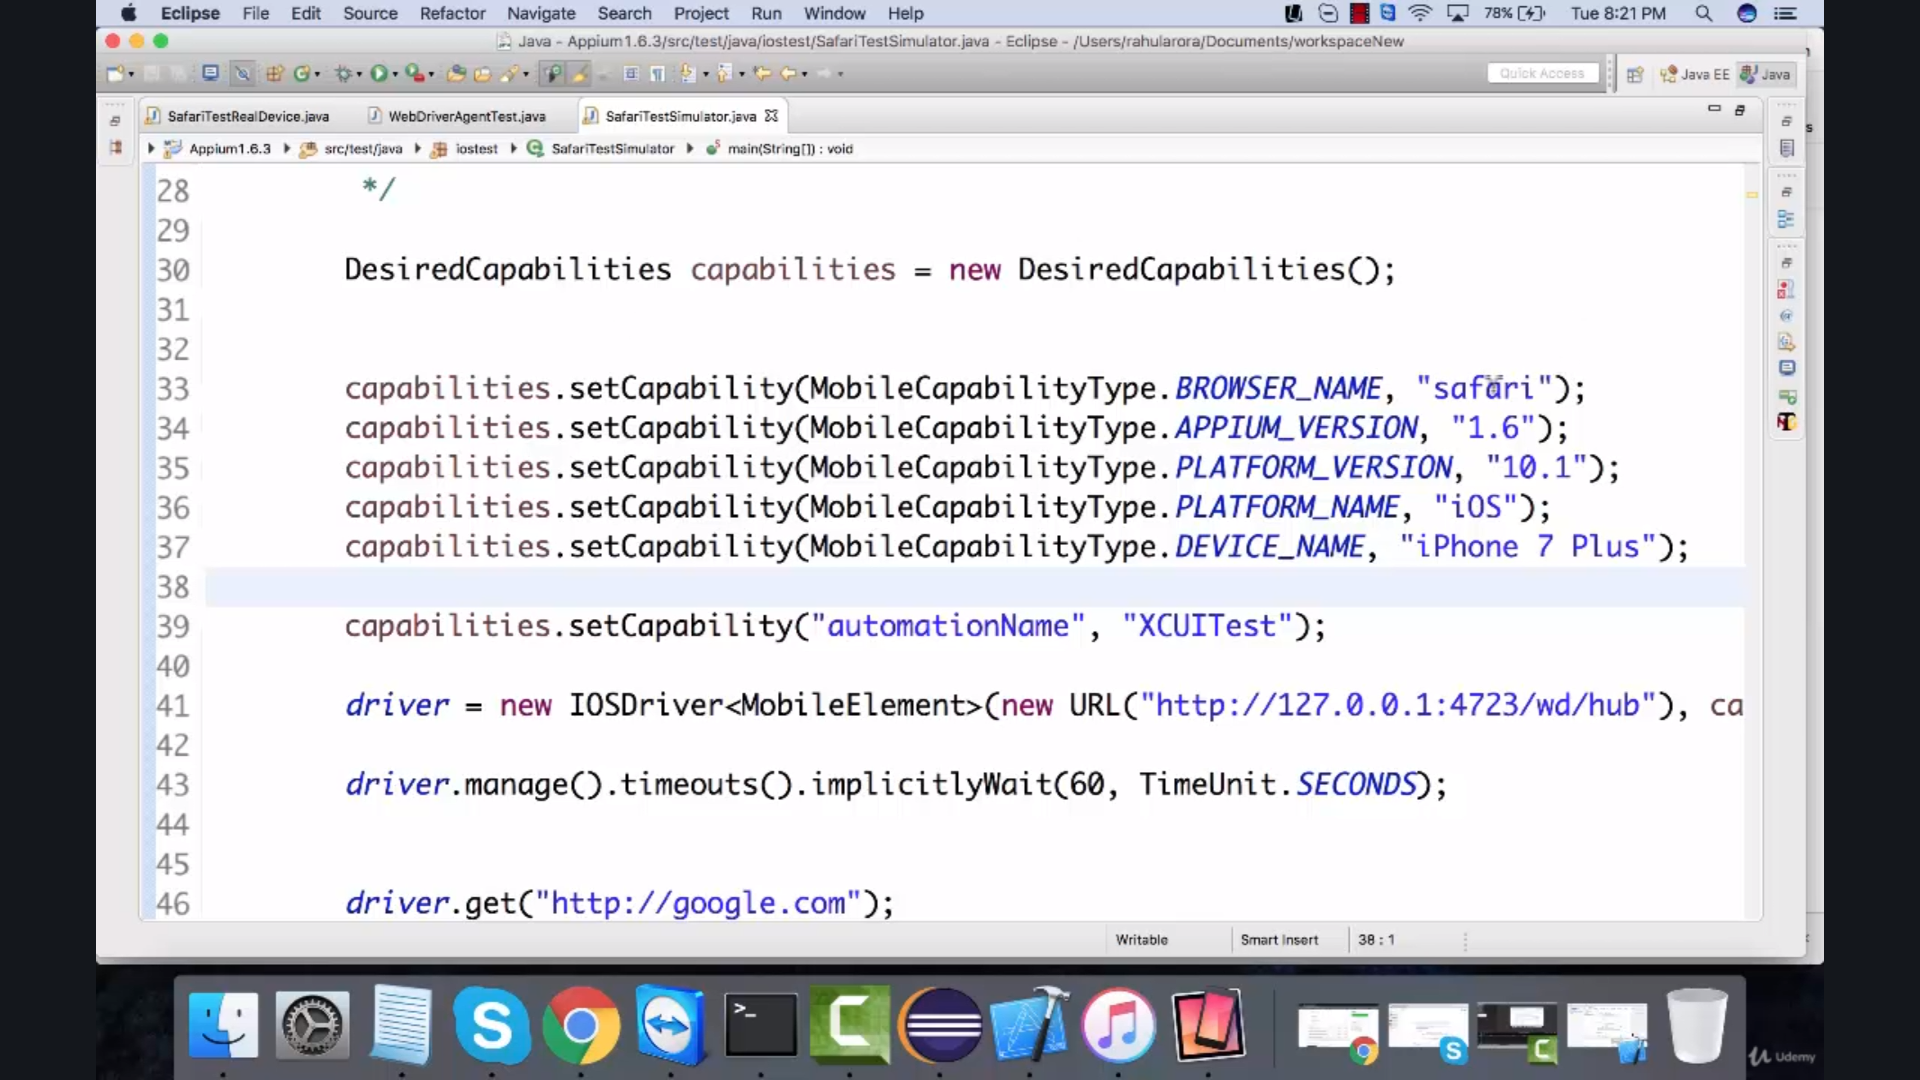 Eclipse File Edit Source Refactor Navigate Search Project Run Window Help 78% Tue 8:21 PM
Java - Appium1.6.3/src/test/java/iostest/SafariTestSimulator.java - Eclipse - /Users/rahularora/Documents/workspaceNew
Quick Access Java EE Java
SafariTestRealDevice.java WebDriverAgentTest.java SafariTestSimulator.java
Appium1.6.3 src/test/java iostest SafariTestSimulator main(String[]) : void
28 */
29
30 DesiredCapabilities capabilities = new DesiredCapabilities();
31
32
33 capabilities.setCapability(MobileCapabilityType.BROWSER_NAME, "safari");
34 capabilities.setCapability(MobileCapabilityType.APPIUM_VERSION, "1.6");
35 capabilities.setCapability(MobileCapabilityType.PLATFORM_VERSION, "10.1");
36 capabilities.setCapability(MobileCapabilityType.PLATFORM_NAME, "iOS");
37 capabilities.setCapability(MobileCapabilityType.DEVICE_NAME, "iPhone 7 Plus");
38
39 capabilities.setCapability("automationName", "XCUITest");
40
41 driver = new IOSDriver<MobileElement>(new URL("http://127.0.0.1:4723/wd/hub"), ca
42
43 driver.manage().timeouts().implicitlyWait(60, TimeUnit.SECONDS);
44
45
46 driver.get("http://google.com");
Writable Smart Insert 38 : 1
Udemy